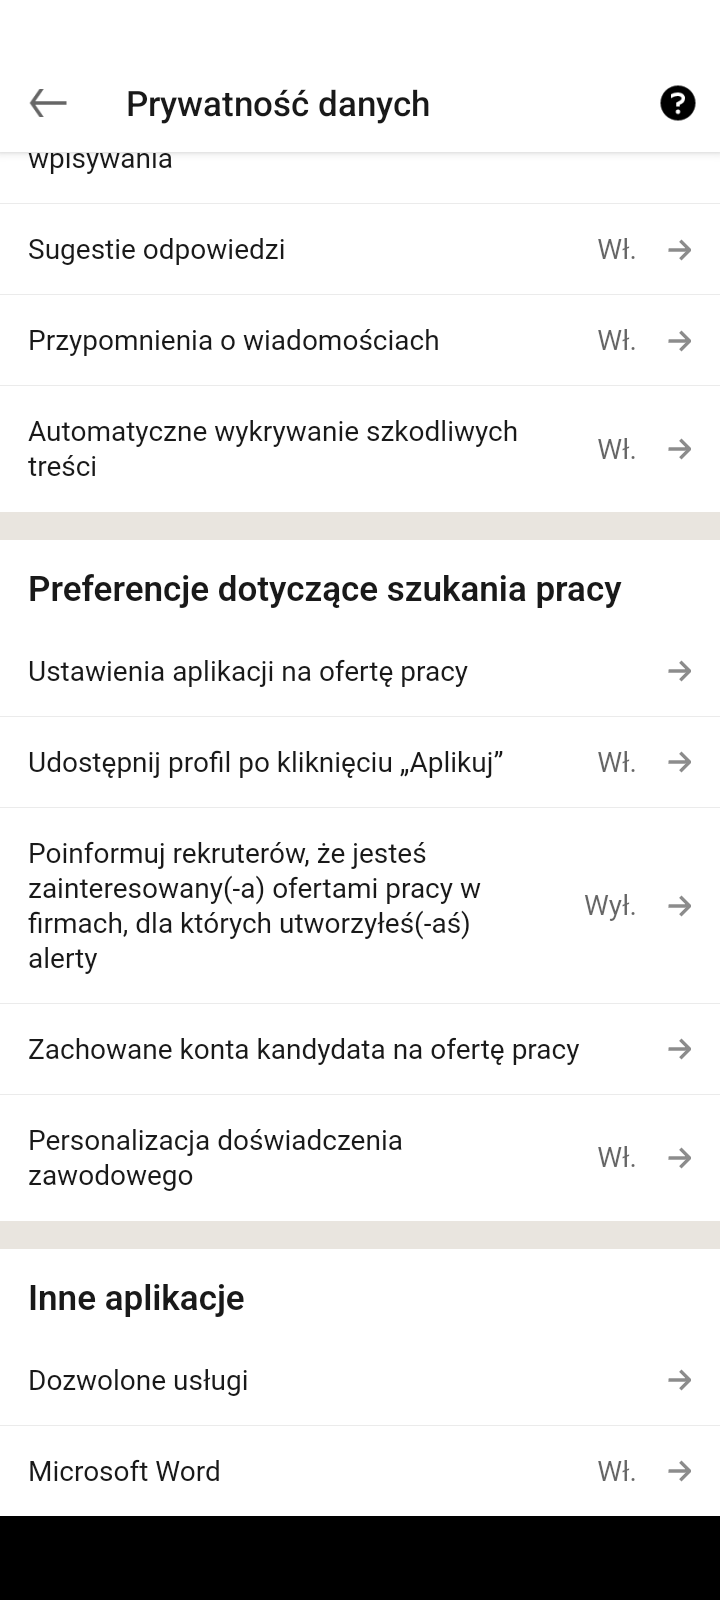 Prywatność danych
wpisywania
Sugestie odpowiedzi Wł.
Przypomnienia o wiadomościach Wł.
Automatyczne wykrywanie szkodliwych
treści Wł.
Preferencje dotyczące szukania pracy
Ustawienia aplikacji na ofertę pracy
Udostępnij profil po kliknięciu „Aplikuj” Wł.
Poinformuj rekruterów, że jesteś
zainteresowany(-a) ofertami pracy w
firmach, dla których utworzyłeś(-aś)
alerty Wył.
Zachowane konta kandydata na ofertę pracy
Personalizacja doświadczenia
zawodowego Wł.
Inne aplikacje
Dozwolone usługi
Microsoft Word Wł.